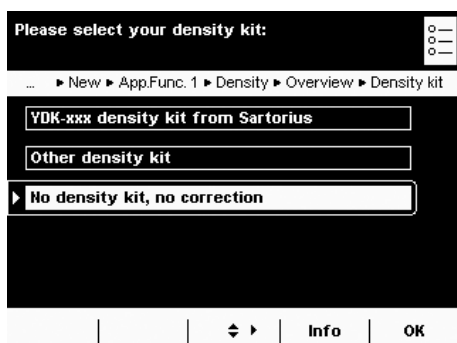 Please select your density kit:
... ▸ New ▸ App.Func. 1 ▸ Density ▸ Overview ▸ Density kit
YDK-xxx density kit from Sartorius
Other density kit
No density kit, no correction
Info OK